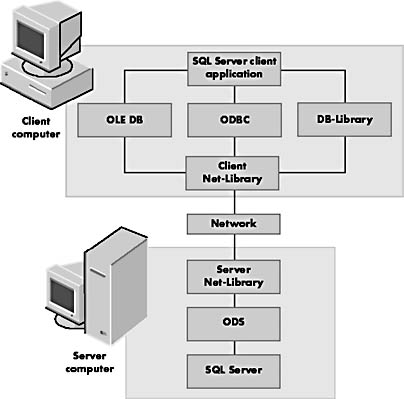 SQL Server client
application
OLE DB
ODBC
DB-Library
Client
computer
Client
Net-Library
Network
Server
Net-Library
ODS
SQL Server
Server
computer